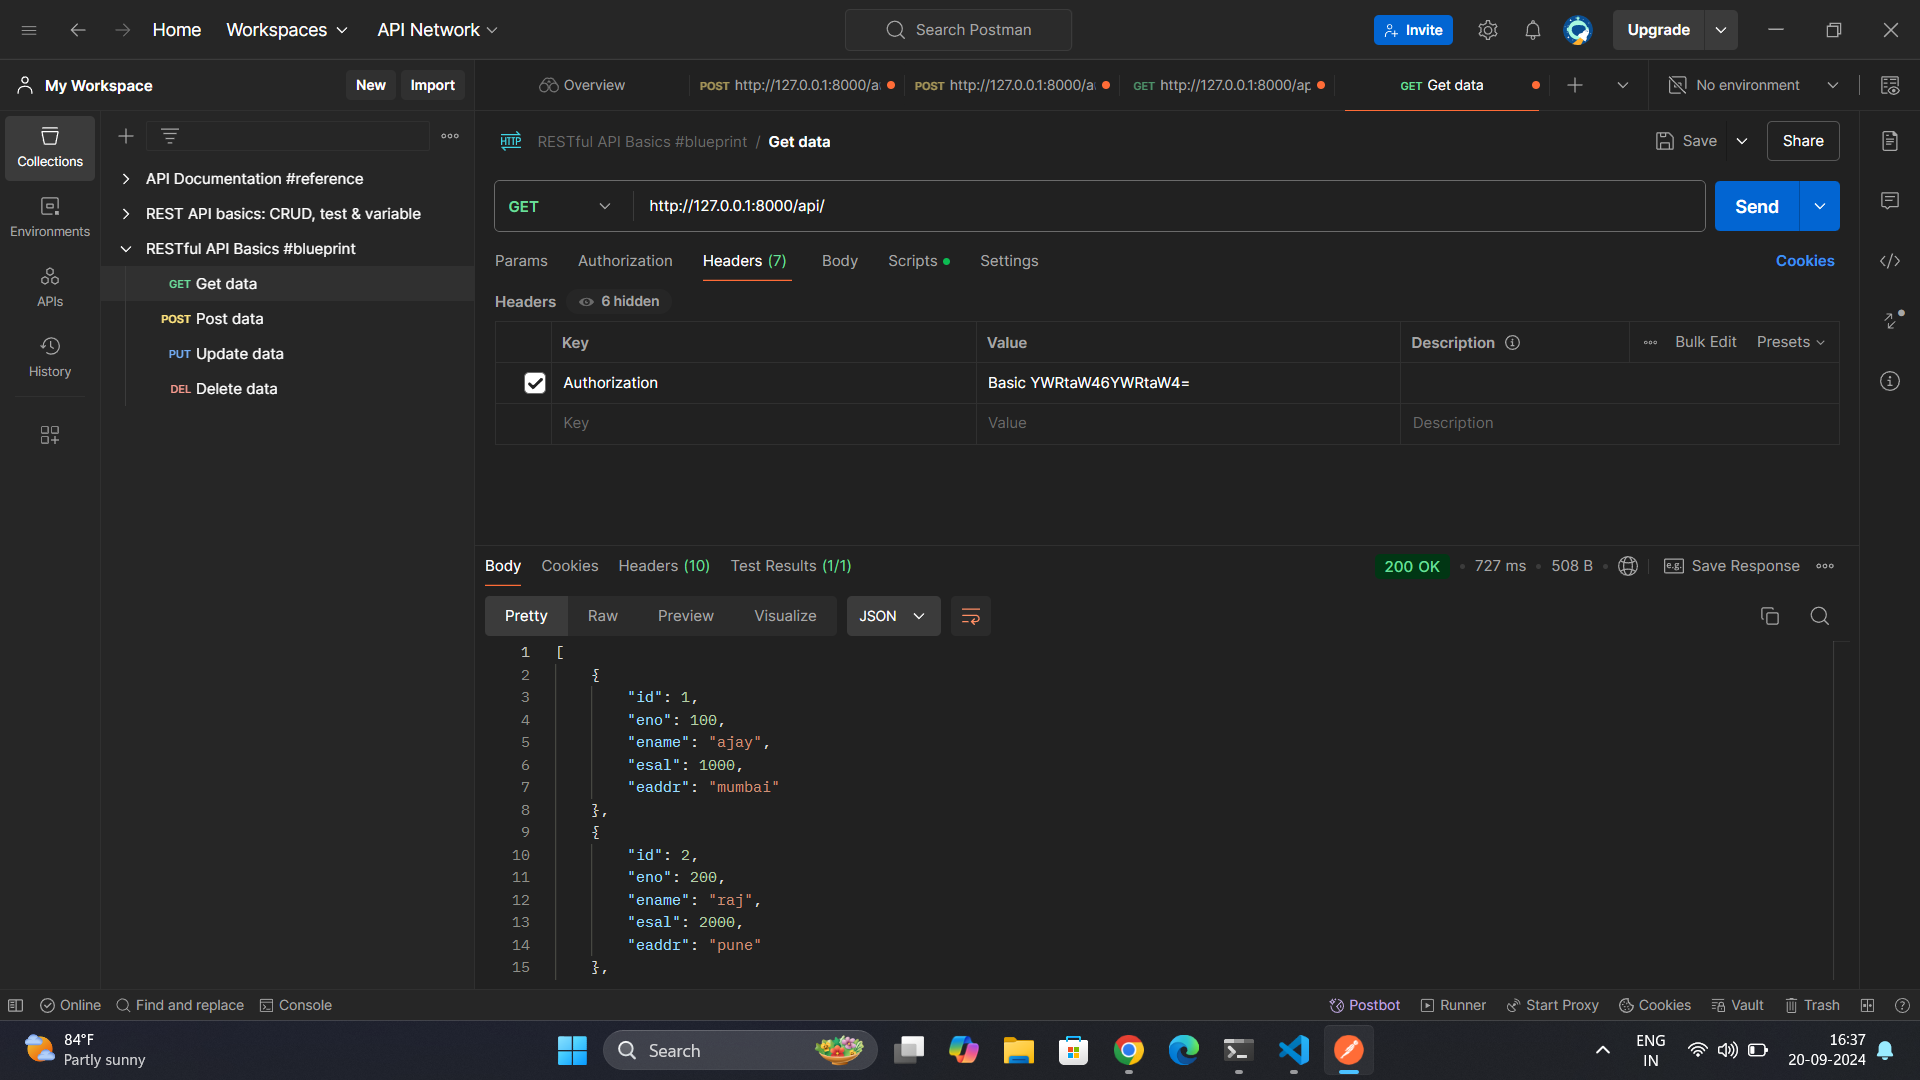 Home
Workspaces
API Network
Search Postman
Invite
Upgrade
My Workspace
New
Import
Overview
POST http://127.0.0.1:8000/a
POST http://127.0.0.1:8000/a
GET http://127.0.0.1:8000/ap
GET Get data
No environment
Collections
Environments
APIs
History
API Documentation #reference
REST API basics: CRUD, test & variable
RESTful API Basics #blueprint
GET Get data
POST Post data
PUT Update data
DEL Delete data
HTTP
RESTful API Basics #blueprint / Get data
Save
Share
GET
http://127.0.0.1:8000/api/
Send
Params
Authorization
Headers (7)
Body
Scripts
Settings
Cookies
Headers
6 hidden
Key
Value
Description
Bulk Edit
Presets
Authorization
Basic YWRtaW46YWRtaW4=
Key
Value
Description
Body
Cookies
Headers (10)
Test Results (1/1)
200 OK
727 ms
508 B
e.g.
Save Response
Pretty
Raw
Preview
Visualize
JSON
1 [
2 {
3 "id": 1,
4 "eno": 100,
5 "ename": "ajay",
6 "esal": 1000,
7 "eaddr": "mumbai"
8 },
9 {
10 "id": 2,
11 "eno": 200,
12 "ename": "raj",
13 "esal": 2000,
14 "eaddr": "pune"
15 },
Online
Find and replace
Console
Postbot
Runner
Start Proxy
Cookies
Vault
Trash
84°F
Partly sunny
Search
ENG
IN
16:37
20-09-2024